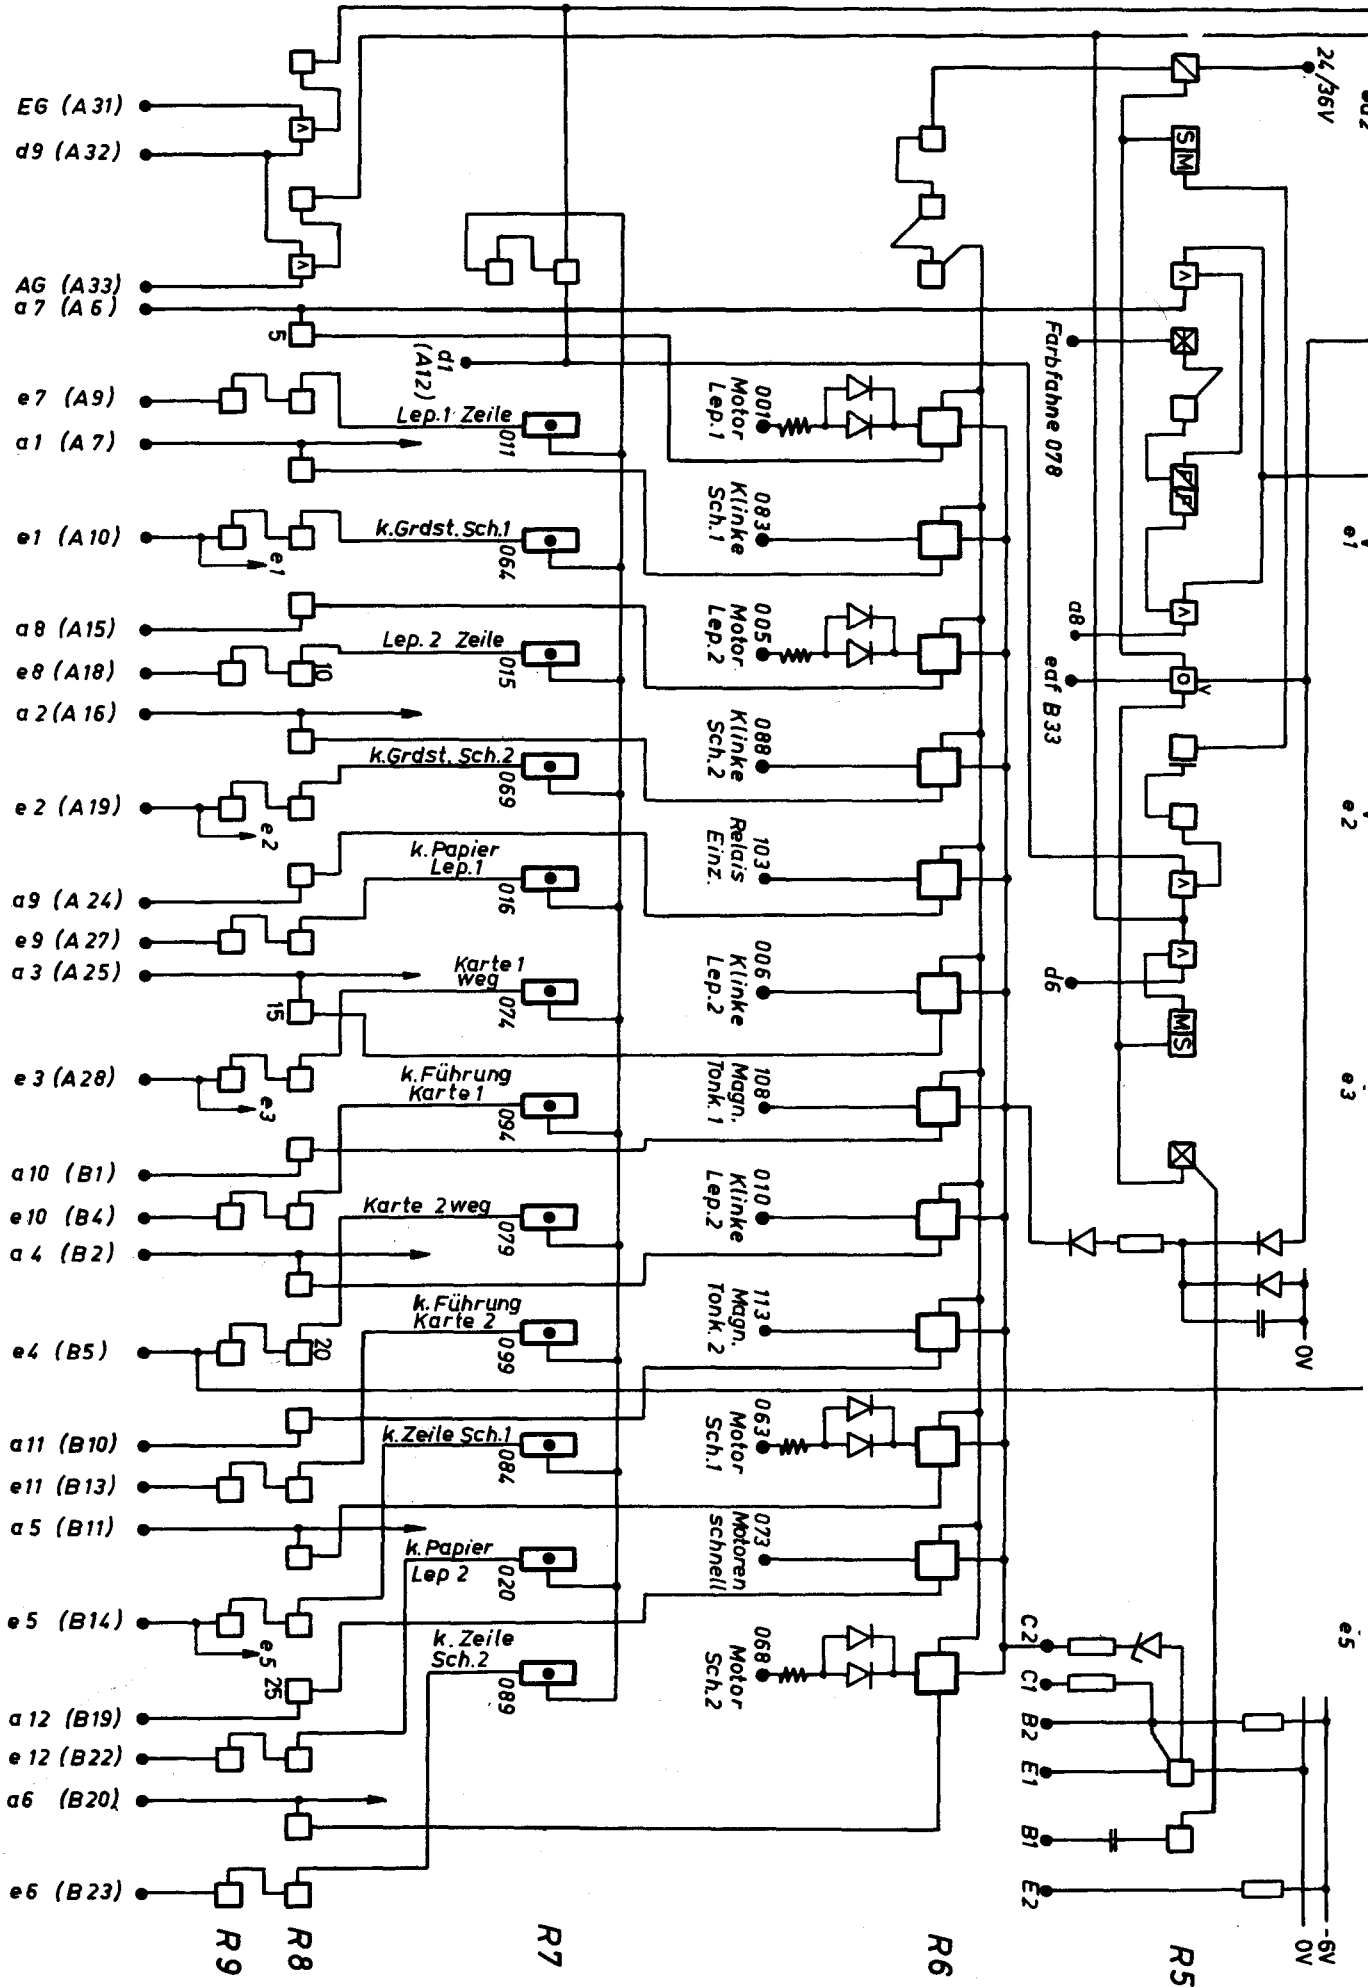 ea2
24/36V
S M
EG (A31)
v
d9 (A32)
v
v
AG (A33)
a7 (A6)
5
d1
(A12)
Farbfahne 078
e7 (A9)
Lep.1 Zeile
011
001
Motor
Lep.1
a1 (A7)
e1 (A10)
e1
k.Grdst.Sch.1
064
083
Klinke
Sch.1
e1
v
a8 (A15)
a8
e8 (A18)
10
Lep. 2 Zeile
015
005
Motor
Lep.2
eaf B33
O
v
a2 (A16)
e2 (A19)
e2
k.Grdst. Sch.2
069
088
Klinke
Sch.2
e2
a9 (A24)
k.Papier
Lep.1
016
103
Relais
Einz.
v
e9 (A27)
v
a3 (A25)
15
Karte 1
weg
074
006
Klinke
Lep.2
d6
M S
e3 (A28)
e3
k.Führung
Karte 1
094
108
Magn.
Tonk.1
e3
a10 (B1)
e10 (B4)
Karte 2 weg
079
010
Klinke
Lep.2
a4 (B2)
20
k.Führung
Karte 2
099
113
Magn.
Tonk.2
0V
e4 (B5)
a11 (B10)
e11 (B13)
k.Zeile Sch.1
084
063
Motor
Sch.1
a5 (B11)
k.Papier
Lep 2
020
073
Motoren
schnell
e5 (B14)
e5
25
k. Zeile
Sch.2
089
068
Motor
Sch.2
C2
e5
C1
a12 (B19)
B2
e12 (B22)
E1
a6 (B20)
B1
e6 (B23)
E2
R9
R8
R7
R6
R5
0V
-6V